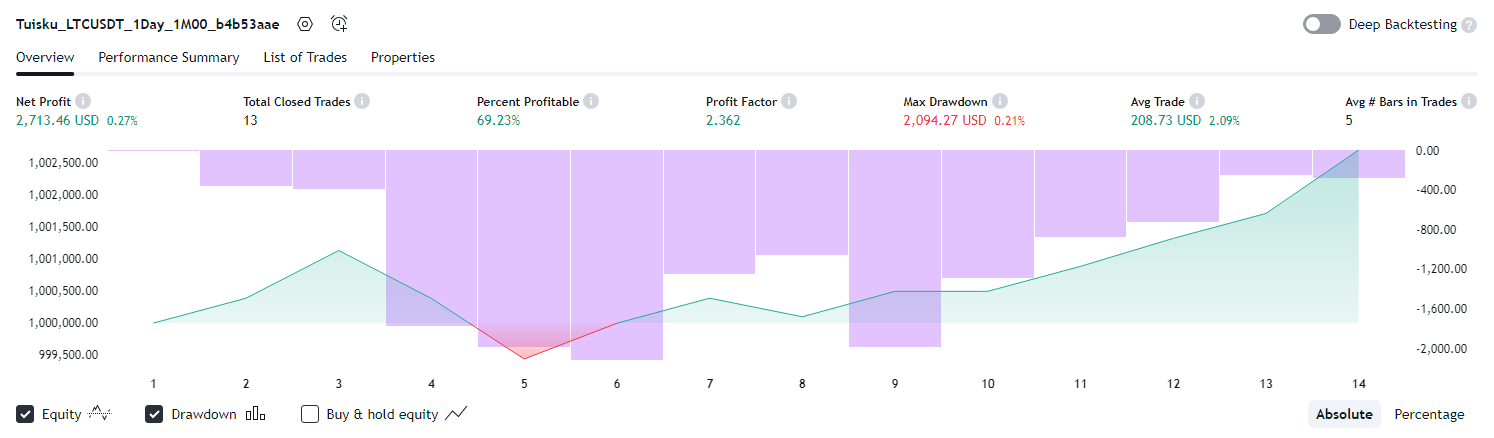 Tuisku_LTCUSDT_1Day_1M00_b4b53aae
Deep Backtesting ?
Overview Performance Summary List of Trades Properties
Net Profit Total Closed Trades Percent Profitable Profit Factor Max Drawdown Avg Trade Avg # Bars in Trades
2,713.46 USD 0.27% 13 69.23% 2.362 2,094.27 USD 0.21% 208.73 USD 2.09% 5
1,002,500.00
1,002,000.00
1,001,500.00
1,001,000.00
1,000,500.00
1,000,000.00
999,500.00
0.00
-400.00
-800.00
-1,200.00
-1,600.00
-2,000.00
1 2 3 4 5 6 7 8 9 10 11 12 13 14
Equity Drawdown Buy & hold equity Absolute Percentage